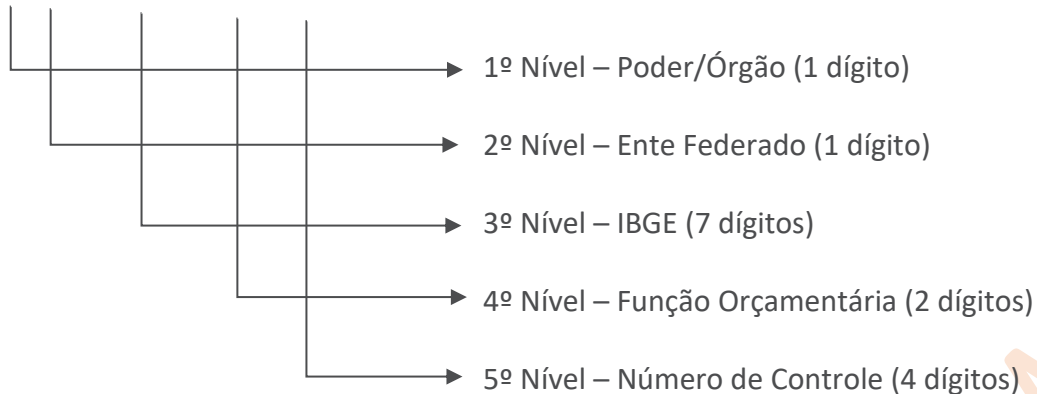 1º Nível – Poder/Órgão (1 dígito)
2º Nível – Ente Federado (1 dígito)
3º Nível – IBGE (7 dígitos)
4º Nível – Função Orçamentária (2 dígitos)
5º Nível – Número de Controle (4 dígitos)